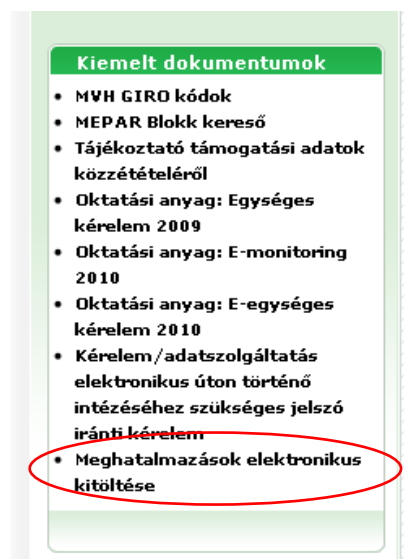 Kiemelt dokumentumok
• MVH GIRO kódok
• MEPAR Blokk kereső
• Tájékoztató támogatási adatok
közzétételéről
• Oktatási anyag: Egységes
kérelem 2009
• Oktatási anyag: E-monitoring
2010
• Oktatási anyag: E-egységes
kérelem 2010
• Kérelem/adatszolgáltatás
elektronikus úton történő
intézéséhez szükséges jelszó
iránti kérelem
• Meghatalmazások elektronikus
kitöltése